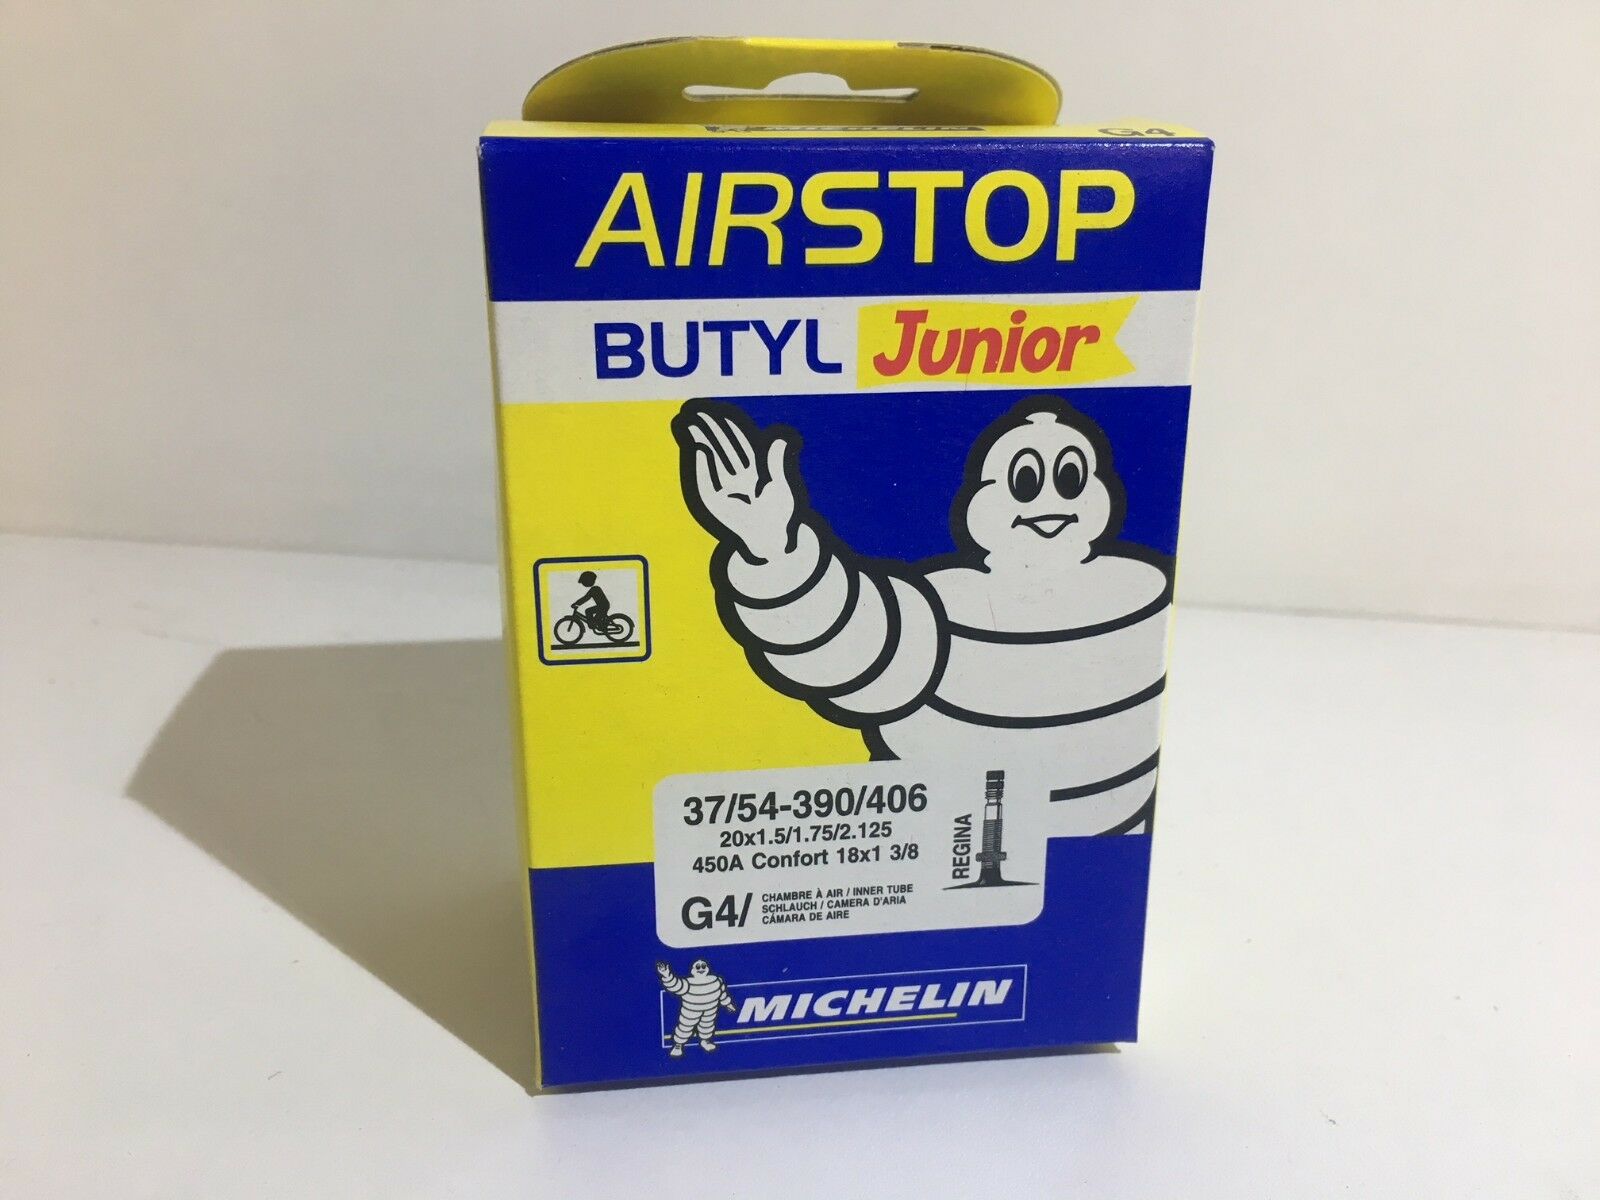 MICHELIN
G4
AIRSTOP
BUTYL Junior
37/54-390/406
20x1.5/1.75/2.125
450A Confort 18x1 3/8
REGINA
G4/
CHAMBRE À AIR / INNER TUBE
SCHLAUCH / CAMERA D'ARIA
CÁMARA DE AIRE
MICHELIN